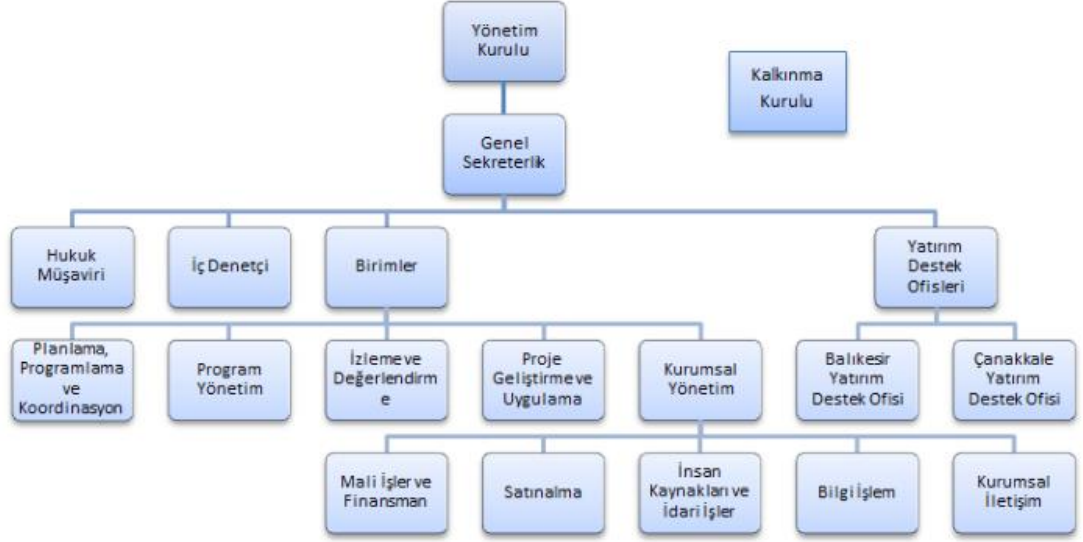 Yönetim
Kurulu
Kalkınma
Kurulu
Genel
Sekreterlik
Hukuk
Müşaviri
İç Denetçi
Birimler
Yatırım
Destek
Ofisleri
Planlama,
Programlama
ve
Koordinasyon
Program
Yönetim
İzleme ve
Değerlendirm
e
Proje
Geliştirme ve
Uygulama
Kurumsal
Yönetim
Balıkesir
Yatırım
Destek Ofisi
Çanakkale
Yatırım
Destek Ofisi
Mali İşler ve
Finansman
Satınalma
İnsan
Kaynakları ve
İdari İşler
Bilgi İşlem
Kurumsal
İletişim